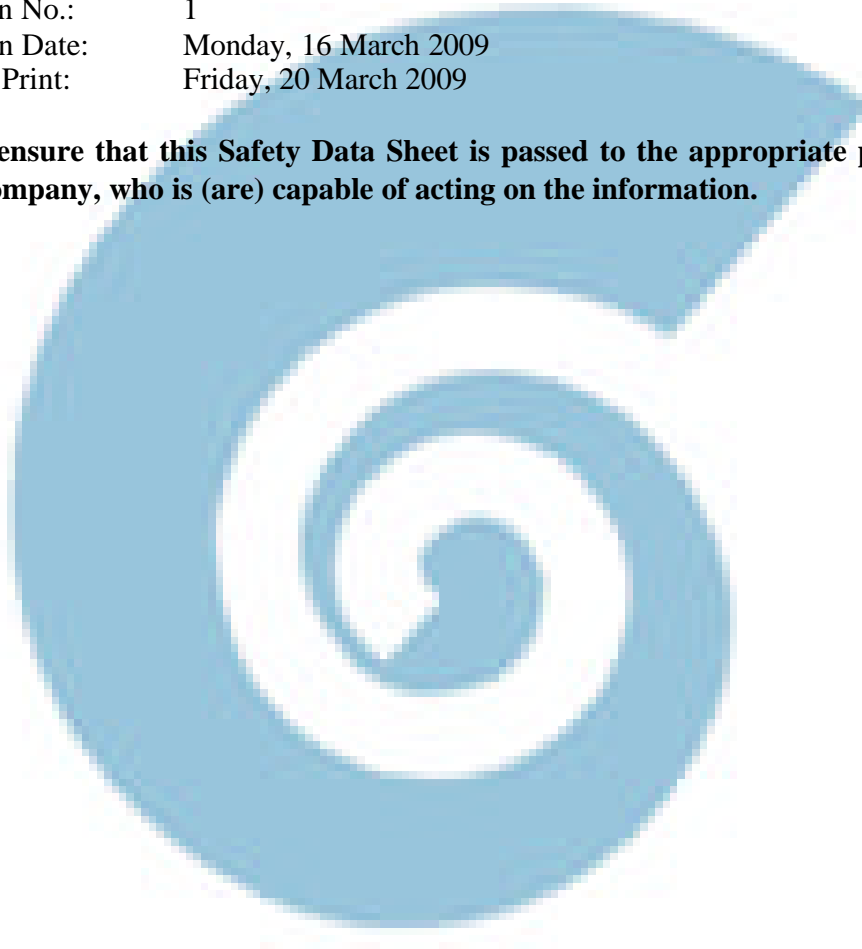 n No.: 1
n Date: Monday, 16 March 2009
Print: Friday, 20 March 2009
ensure that this Safety Data Sheet is passed to the appropriate p
ompany, who is (are) capable of acting on the information.